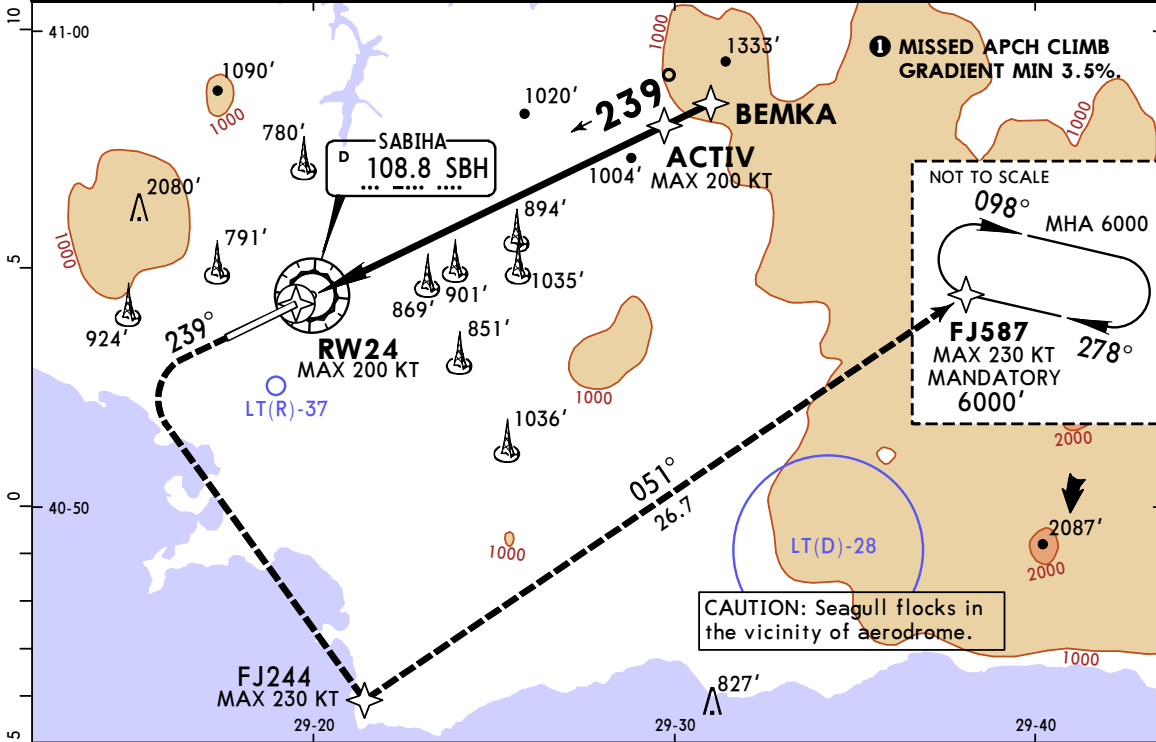 10
41-00
1000
1333'
❶ MISSED APCH CLIMB
GRADIENT MIN 3.5%.
1090'
1000
1020'
239
BEMKA
780'
SABIHA
D 108.8 SBH
ACTIV
MAX 200 KT
1004'
1000
NOT TO SCALE
098°
MHA 6000
2080'
1000
791'
894'
1035'
901'
869'
5
924'
239°
RW24
MAX 200 KT
851'
FJ587
MAX 230 KT
MANDATORY
6000'
278°
LT(R)-37
1000
1036'
2000
051°
26.7
0
40-50
1000
LT(D)-28
2087'
2000
CAUTION: Seagull flocks in
the vicinity of aerodrome.
1000
FJ244
MAX 230 KT
827'
5
29-20
29-30
29-40